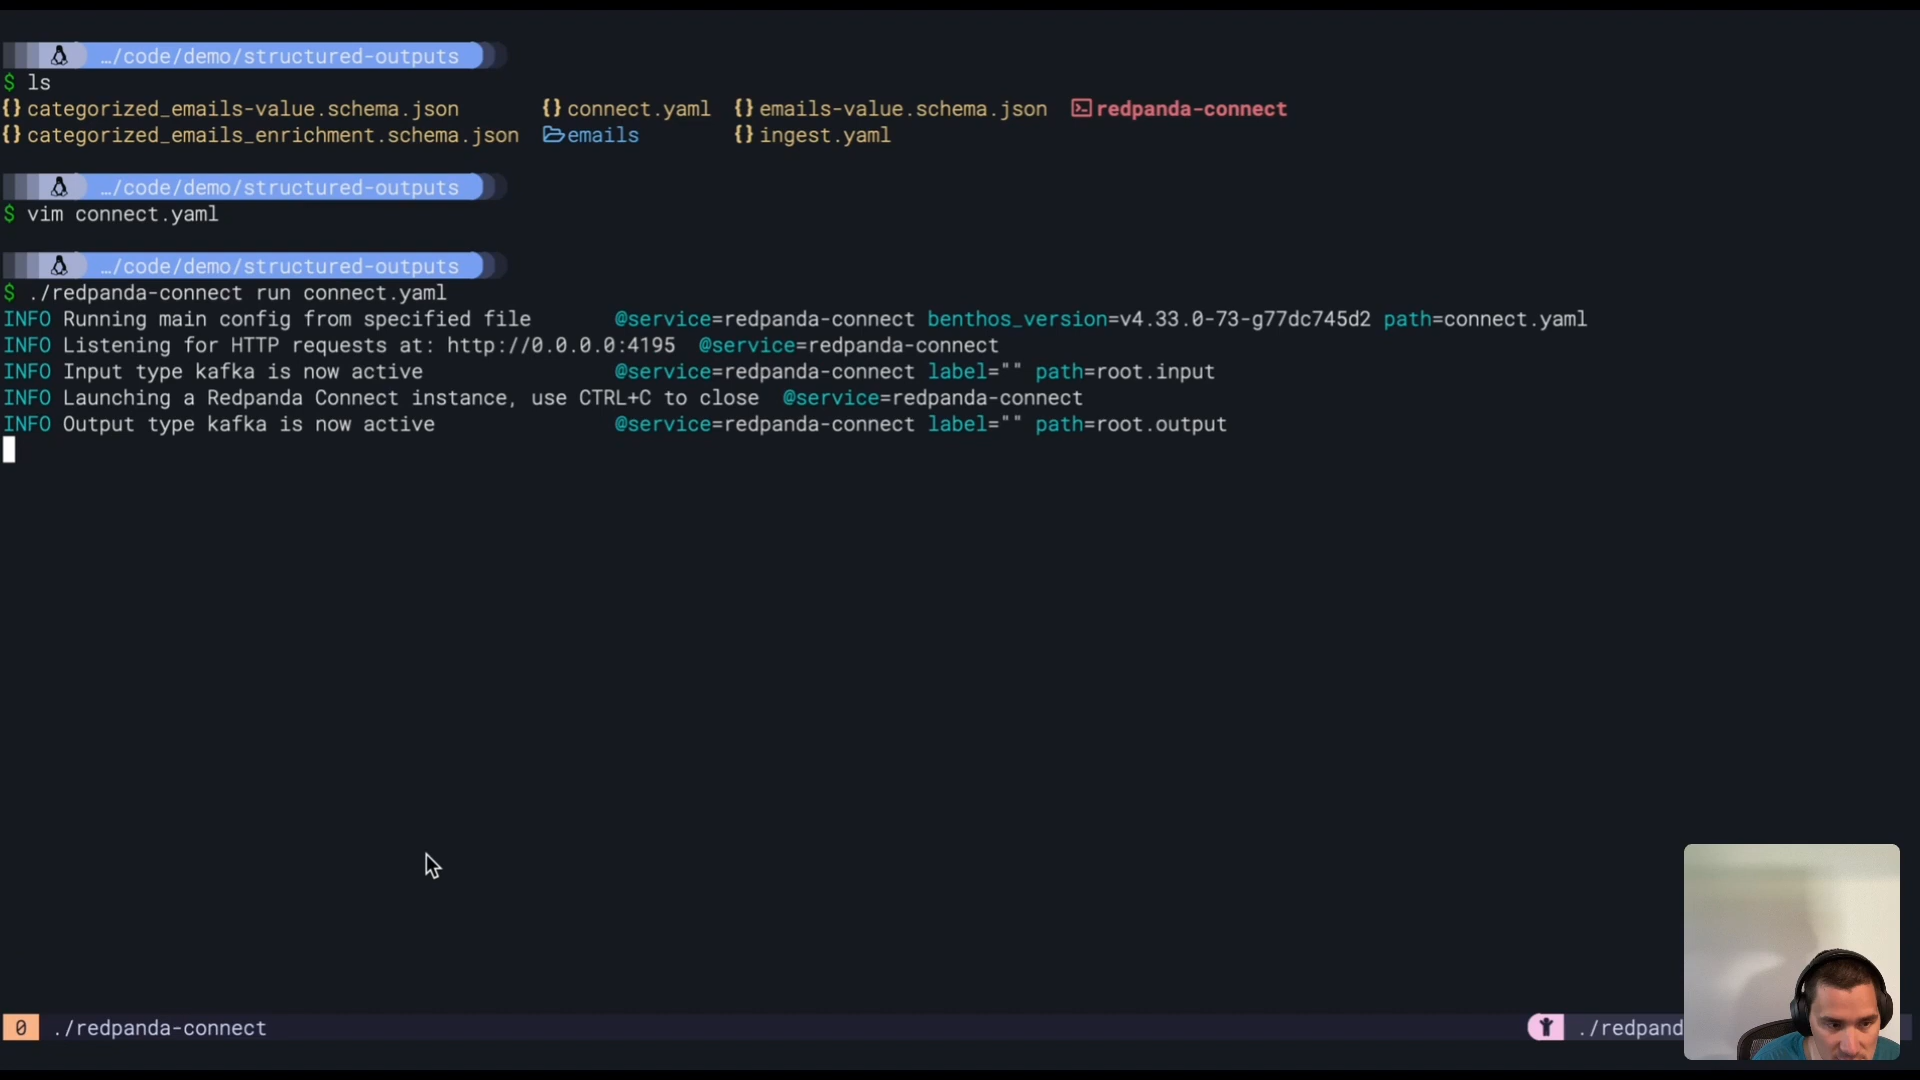 …/code/demo/structured-outputs
$ ls
{} categorized_emails-value.schema.json {} connect.yaml {} emails-value.schema.json redpanda-connect
{} categorized_emails_enrichment.schema.json emails {} ingest.yaml
…/code/demo/structured-outputs
$ vim connect.yaml
…/code/demo/structured-outputs
$ ./redpanda-connect run connect.yaml
INFO Running main config from specified file @service=redpanda-connect benthos_version=v4.33.0-73-g77dc745d2 path=connect.yaml
INFO Listening for HTTP requests at: http://0.0.0.0:4195 @service=redpanda-connect
INFO Input type kafka is now active @service=redpanda-connect label="" path=root.input
INFO Launching a Redpanda Connect instance, use CTRL+C to close @service=redpanda-connect
INFO Output type kafka is now active @service=redpanda-connect label="" path=root.output
0 ./redpanda-connect ./redpand